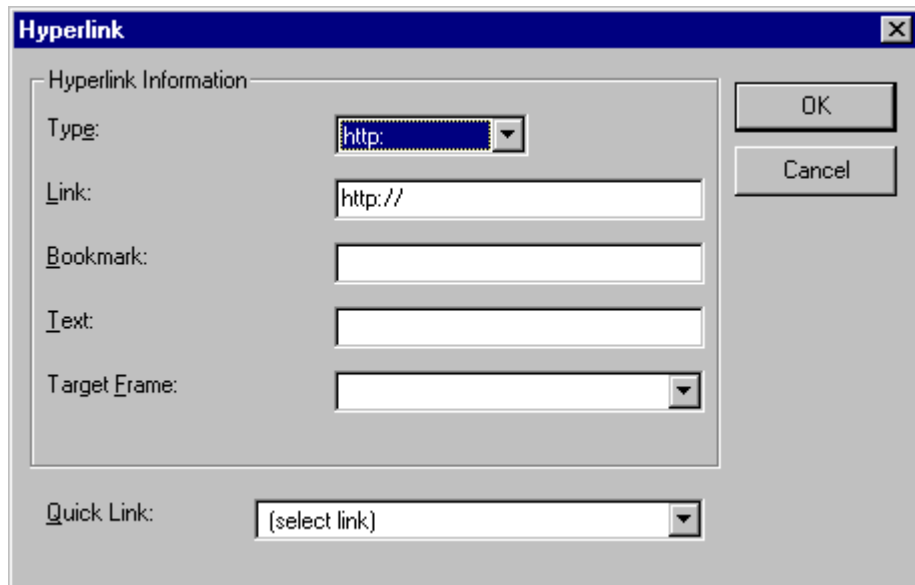 Hyperlink
Hyperlink Information
Type: http:
OK
Link: http://
Cancel
Bookmark:
Text:
Target Frame:
Quick Link: (select link)